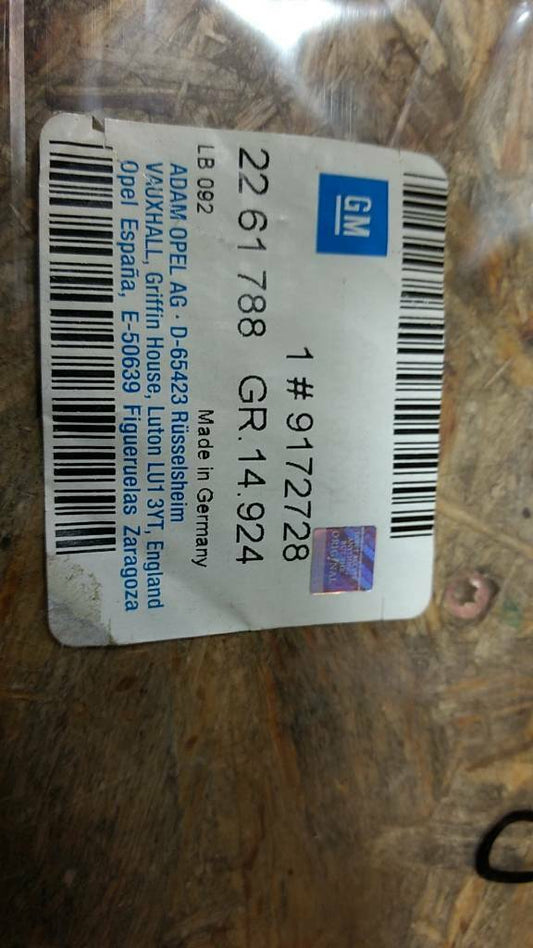 GM
1 # 9172728
22 61 788 GR.14.924
LB 092 Made in Germany
ADAM OPEL AG · D-65423 Rüsselsheim
VAUXHALL, Griffin House, Luton LU1 3YT, England
Opel España, E-50639 Figueruelas Zaragoza
ORIGINAL